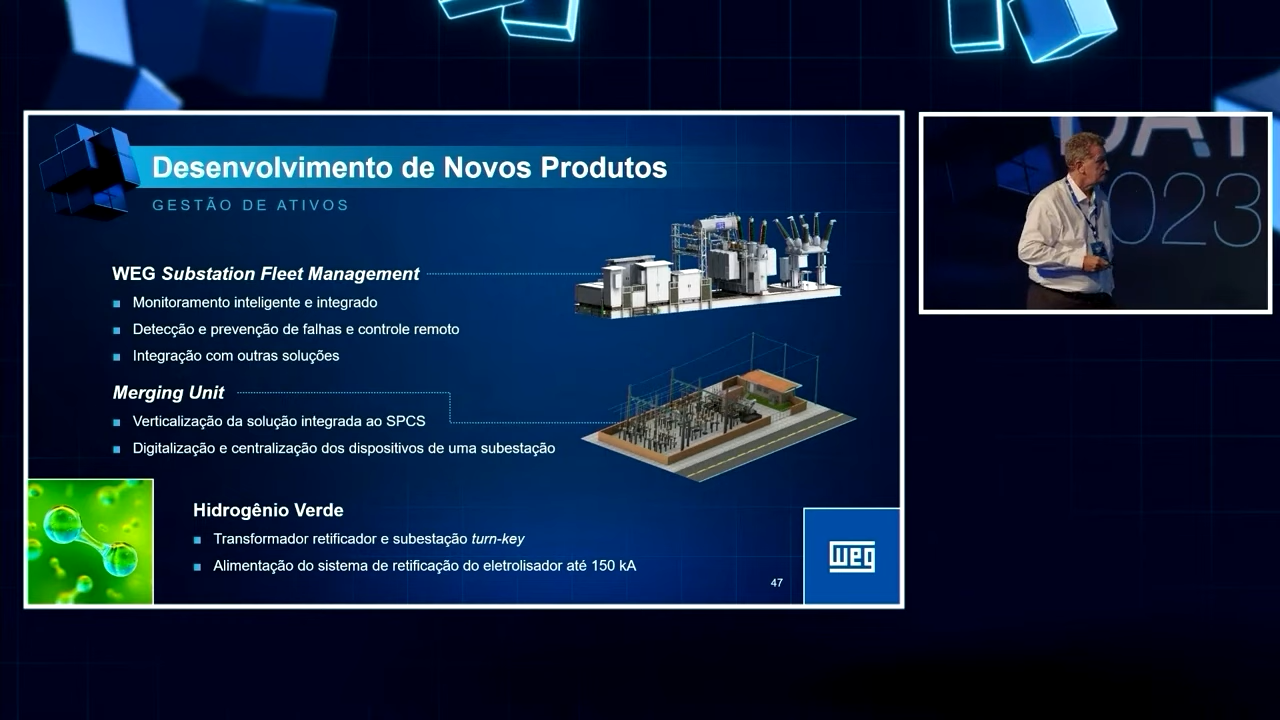 Desenvolvimento de Novos Produtos
GESTÃO DE ATIVOS
WEG Substation Fleet Management
Monitoramento inteligente e integrado
Detecção e prevenção de falhas e controle remoto
Integração com outras soluções
Merging Unit
Verticalização da solução integrada ao SPCS
Digitalização e centralização dos dispositivos de uma subestação
Hidrogênio Verde
Transformador retificador e subestação turn-key
Alimentação do sistema de retificação do eletrolisador até 150 kA
47
weg
DAY
2023